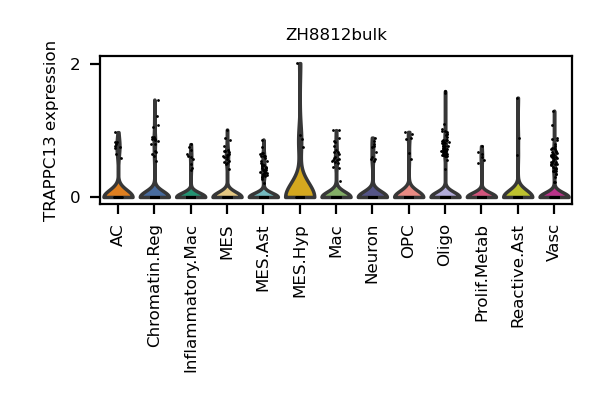 ZH8812bulk
TRAPPC13 expression
2
0
AC
Chromatin.Reg
Inflammatory.Mac
MES
MES.Ast
MES.Hyp
Mac
Neuron
OPC
Oligo
Prolif.Metab
Reactive.Ast
Vasc